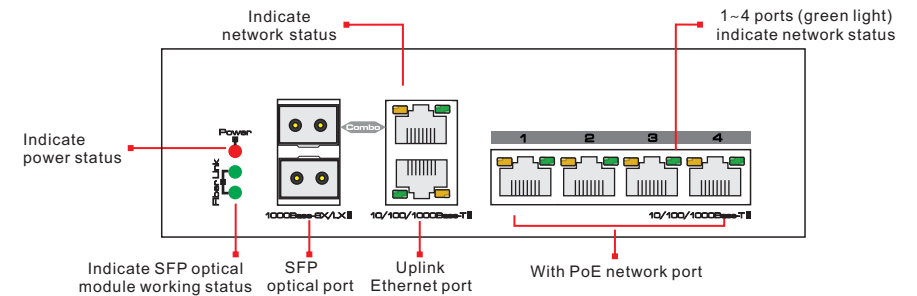 Indicate
network status
1~4 ports (green light)
indicate network status
Indicate
power status
Power
Fiber Link
Combo
1 2 3 4
1000Base-SX/LX
10/100/1000Base-T
10/100/1000Base-T
Indicate SFP optical
module working status
SFP
optical port
Uplink
Ethernet port
With PoE network port